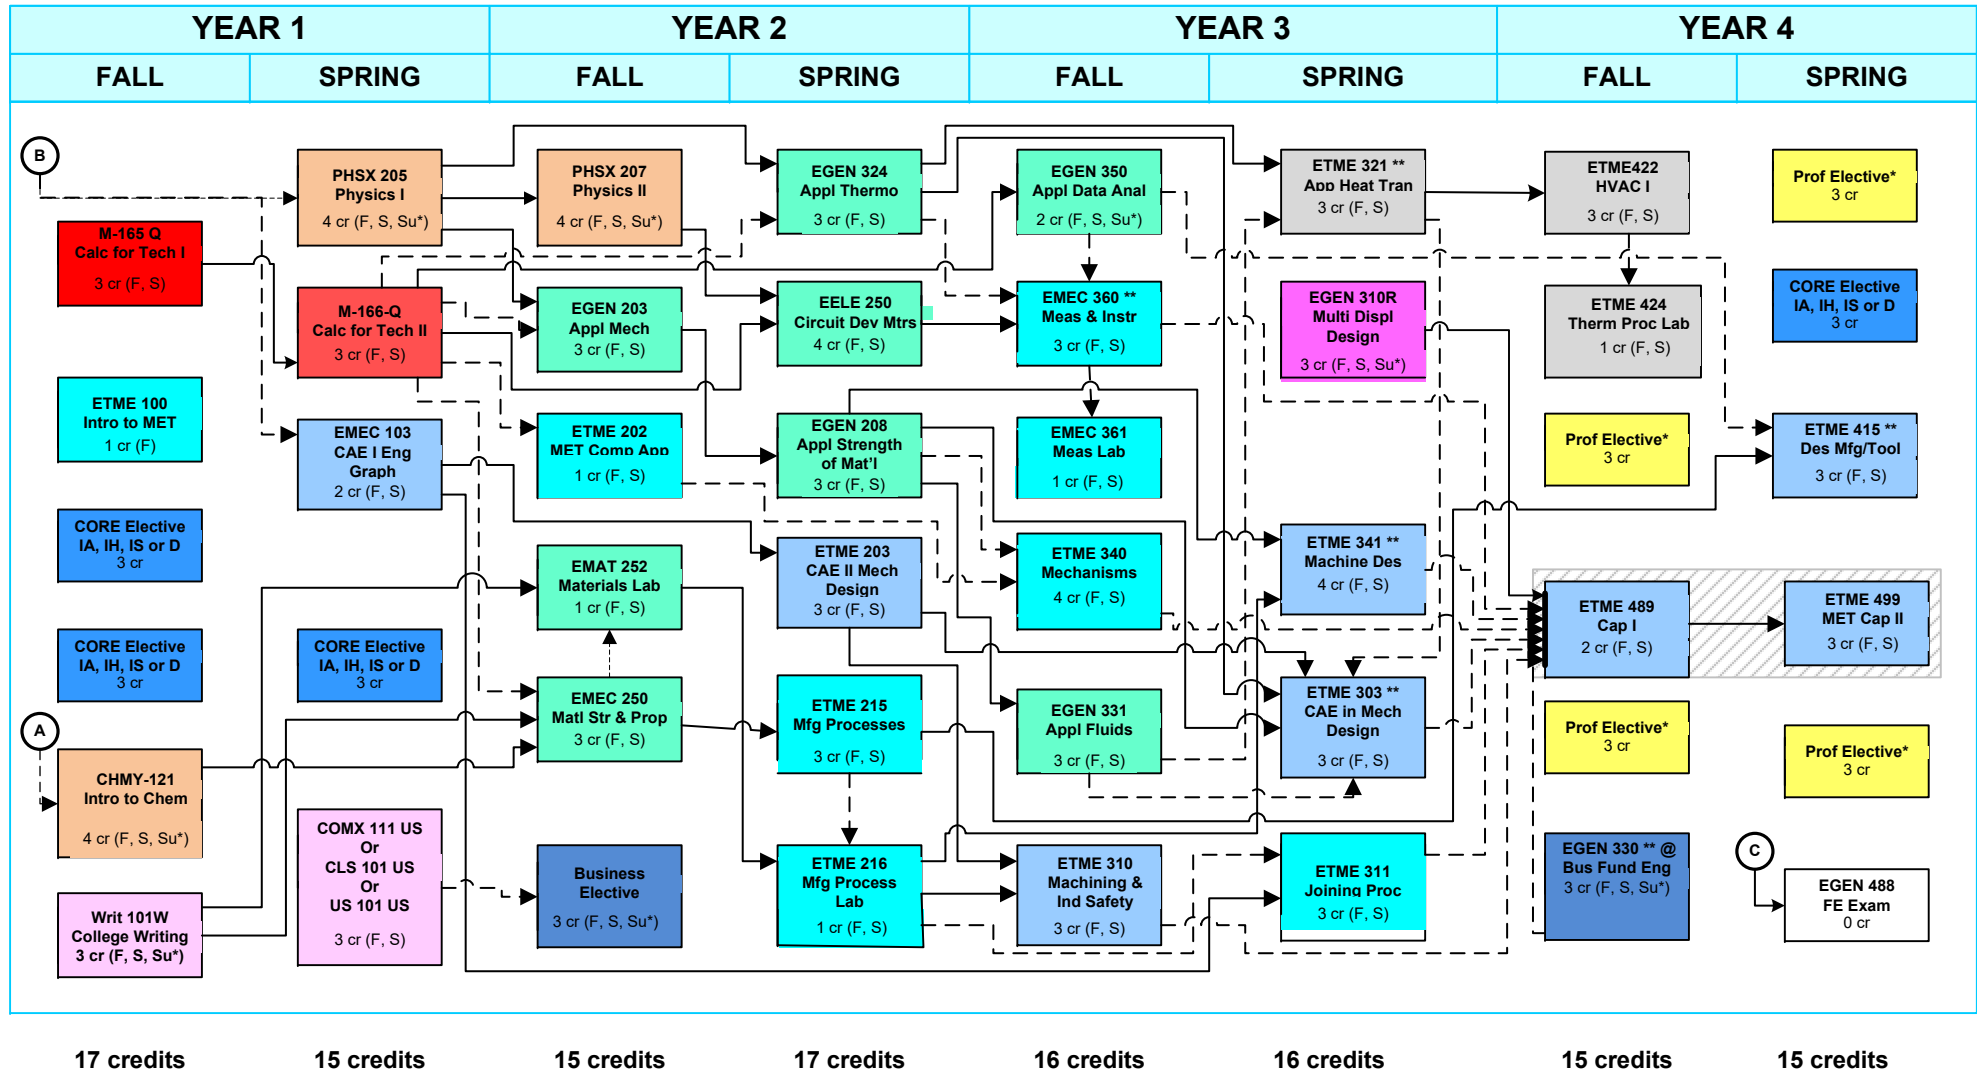 YEAR 1
YEAR 2
YEAR 3
YEAR 4
FALL
SPRING
FALL
SPRING
FALL
SPRING
FALL
SPRING
B
M-165 Q
Calc for Tech I
3 cr (F, S)
ETME 100
Intro to MET
1 cr (F)
CORE Elective
IA, IH, IS or D
3 cr
CORE Elective
IA, IH, IS or D
3 cr
A
CHMY-121
Intro to Chem
4 cr (F, S, Su*)
Writ 101W
College Writing
3 cr (F, S, Su*)
PHSX 205
Physics I
4 cr (F, S, Su*)
M-166-Q
Calc for Tech II
3 cr (F, S)
EMEC 103
CAE I Eng
Graph
2 cr (F, S)
CORE Elective
IA, IH, IS or D
3 cr
COMX 111 US
Or
CLS 101 US
Or
US 101 US
3 cr (F, S)
PHSX 207
Physics II
4 cr (F, S, Su*)
EGEN 203
Appl Mech
3 cr (F, S)
ETME 202
MET Comp App
1 cr (F, S)
EMAT 252
Materials Lab
1 cr (F, S)
EMEC 250
Matl Str & Prop
3 cr (F, S)
Business
Elective
3 cr (F, S, Su*)
EGEN 324
Appl Thermo
3 cr (F, S)
EELE 250
Circuit Dev Mtrs
4 cr (F, S)
EGEN 208
Appl Strength
of Mat'l
3 cr (F, S)
ETME 203
CAE II Mech
Design
3 cr (F, S)
ETME 215
Mfg Processes
3 cr (F, S)
ETME 216
Mfg Process
Lab
1 cr (F, S)
EGEN 350
Appl Data Anal
2 cr (F, S, Su*)
EMEC 360 **
Meas & Instr
3 cr (F, S)
EMEC 361
Meas Lab
1 cr (F, S)
ETME 340
Mechanisms
4 cr (F, S)
EGEN 331
Appl Fluids
3 cr (F, S)
ETME 310
Machining &
Ind Safety
3 cr (F, S)
ETME 321 **
App Heat Tran
3 cr (F, S)
EGEN 310R
Multi Displ
Design
3 cr (F, S, Su*)
ETME 341 **
Machine Des
4 cr (F, S)
ETME 303 **
CAE in Mech
Design
3 cr (F, S)
ETME 311
Joining Proc
3 cr (F, S)
ETME422
HVAC I
3 cr (F, S)
ETME 424
Therm Proc Lab
1 cr (F, S)
Prof Elective*
3 cr
ETME 489
Cap I
2 cr (F, S)
Prof Elective*
3 cr
EGEN 330 ** @
Bus Fund Eng
3 cr (F, S, Su*)
Prof Elective*
3 cr
CORE Elective
IA, IH, IS or D
3 cr
ETME 415 **
Des Mfg/Tool
3 cr (F, S)
ETME 499
MET Cap II
3 cr (F, S)
Prof Elective*
3 cr
C
EGEN 488
FE Exam
0 cr
17 credits
15 credits
15 credits
17 credits
16 credits
16 credits
15 credits
15 credits